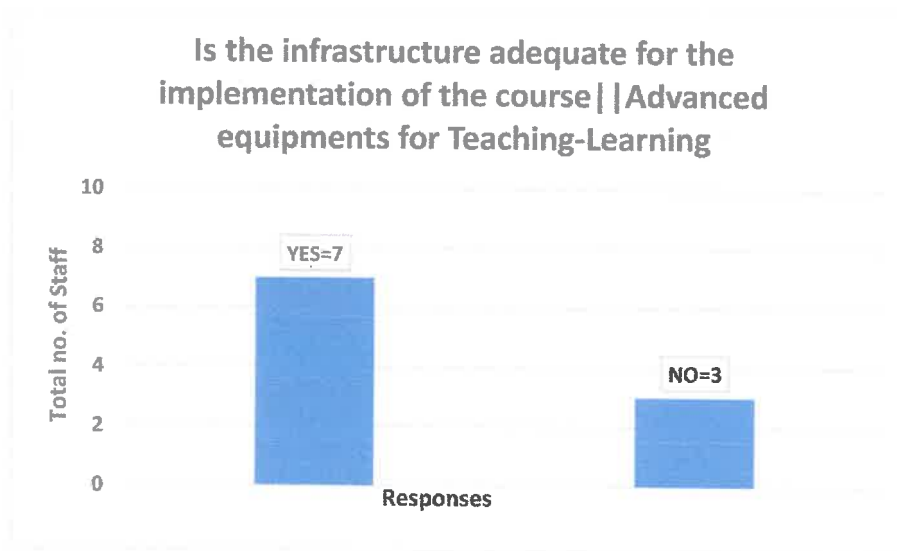 Is the infrastructure adequate for the
implementation of the course||Advanced
equipments for Teaching-Learning
10
8
6
4
2
0
Total no. of Staff
YES=7
NO=3
Responses